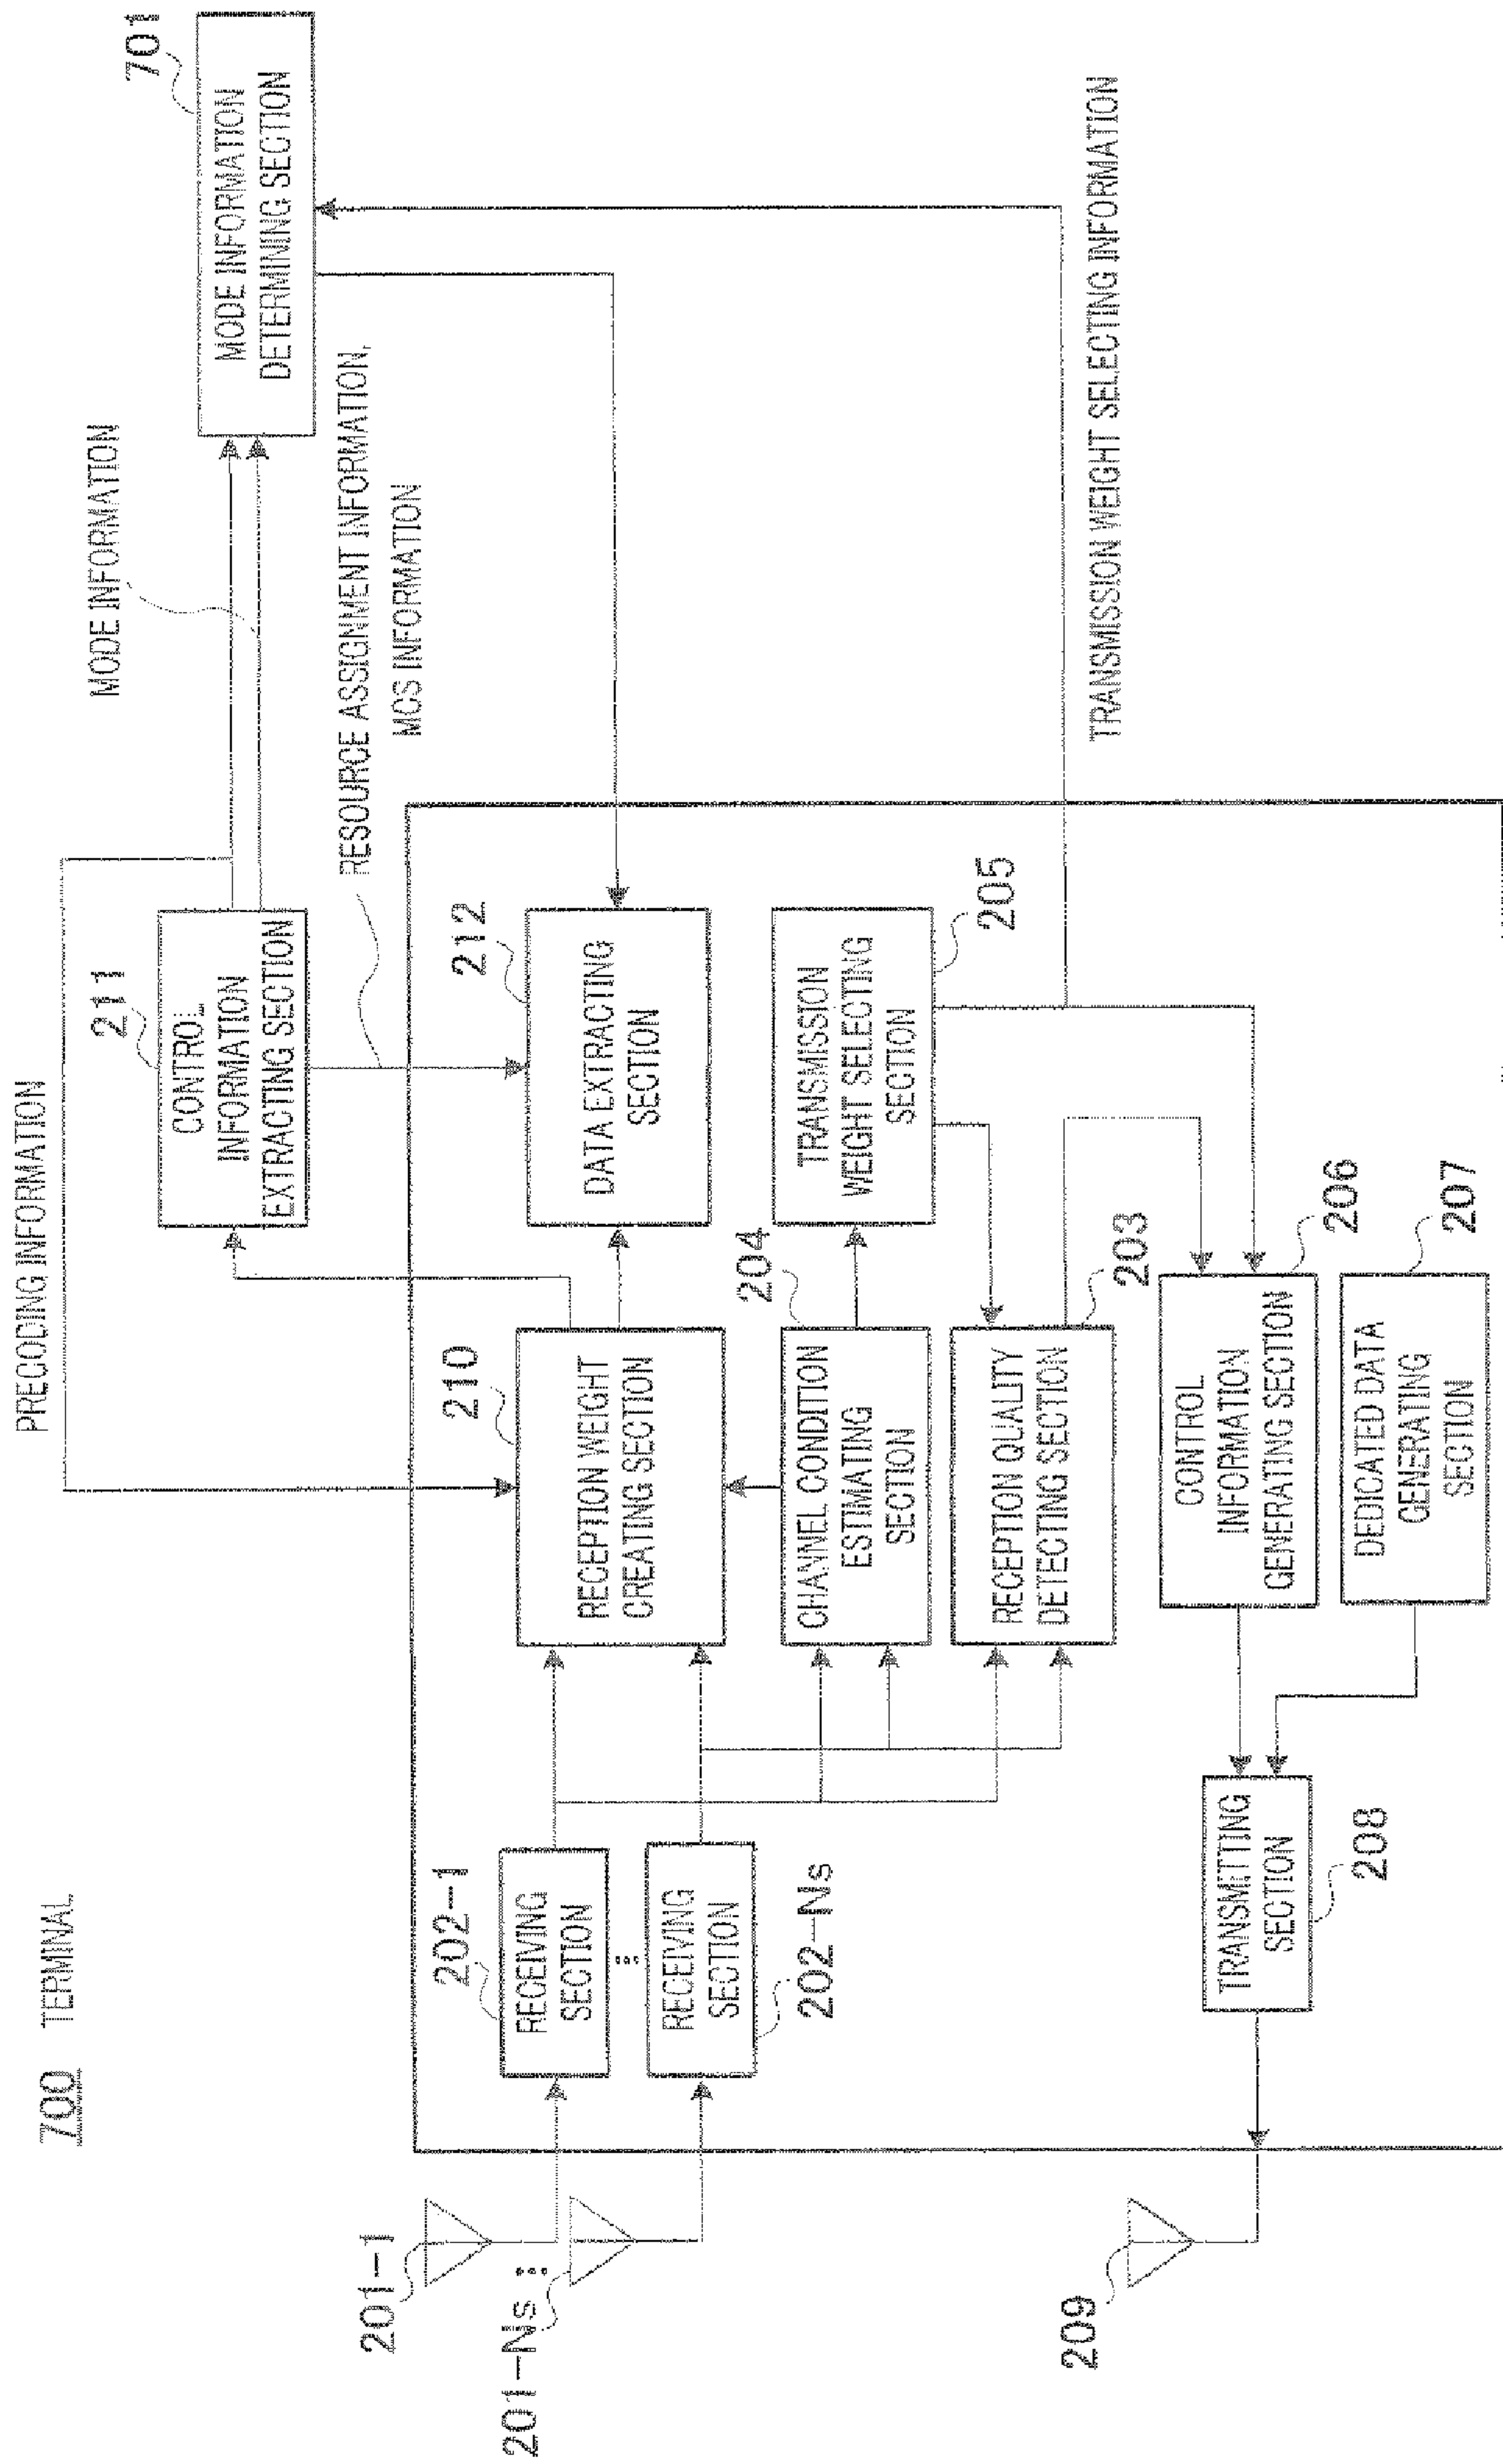 700 TERMINAL
PRECODING INFORMATION
211
CONTROL
INFORMATION
EXTRACTING SECTION
MODE INFORMATION
701
MODE INFORMATION
DETERMINING SECTION
RESOURCE ASSIGNMENT INFORMATION,
MCS INFORMATION
201-1
201-Ns
202-1
RECEIVING
SECTION
RECEIVING
SECTION
202-Ns
210
RECEPTION WEIGHT
CREATING SECTION
212
DATA EXTRACTING
SECTION
204
CHANNEL CONDITION
ESTIMATING
SECTION
TRANSMISSION
WEIGHT SELECTING
SECTION
205
RECEPTION QUALITY
DETECTING SECTION
203
TRANSMISSION WEIGHT SELECTING INFORMATION
209
TRANSMITTING
SECTION
208
CONTROL
INFORMATION
GENERATING SECTION
206
DEDICATED DATA
GENERATING
SECTION
207